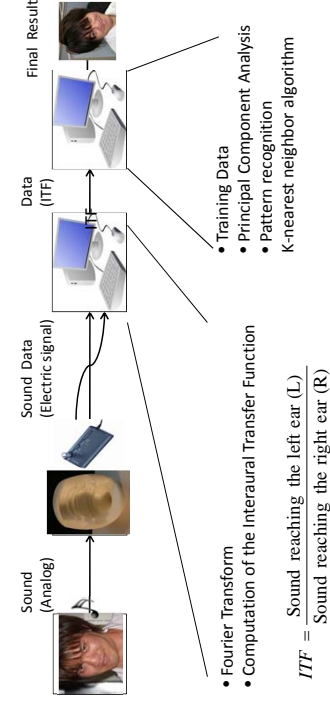 Sound
(Analog)
Sound Data
(Electric signal)
Data
(ITF)
Final Result
ITF
• Fourier Transform
• Computation of the Interaural Transfer Function
ITF = Sound reaching the left ear (L)
Sound reaching the right ear (R)
• Training Data
• Principal Component Analysis
• Pattern recognition
K-nearest neighbor algorithm